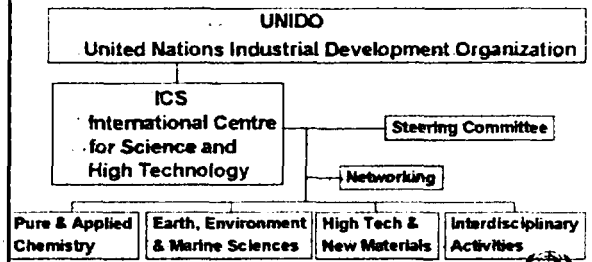 UNIDO
United Nations Industrial Development Organization
ICS
International Centre
for Science and
High Technology
Steering Committee
Networking
Pure & Applied
Chemistry
Earth, Environment
& Marine Sciences
High Tech &
New Materials
Interdisciplinary
Activities